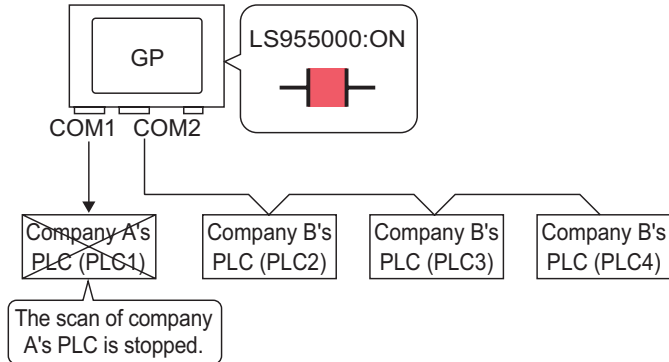 GP
LS955000:ON
COM1
COM2
Company A's
PLC (PLC1)
Company B's
PLC (PLC2)
Company B's
PLC (PLC3)
Company B's
PLC (PLC4)
The scan of company
A's PLC is stopped.